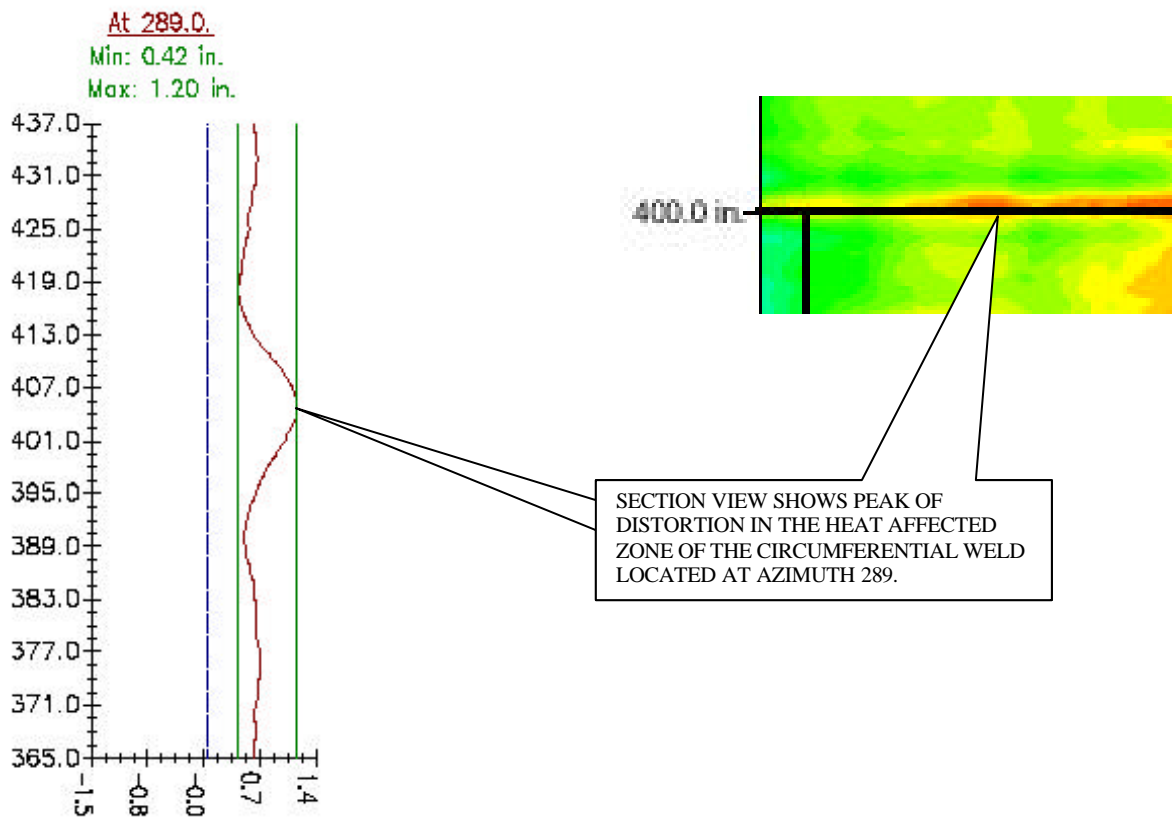 At 289.0.
Min: 0.42 in.
Max: 1.20 in.
437.0
431.0
425.0
419.0
413.0
407.0
401.0
395.0
389.0
383.0
377.0
371.0
365.0
-1.5
-0.8
-0.0
0.7
1.4
400.0 in.
SECTION VIEW SHOWS PEAK OF
DISTORTION IN THE HEAT AFFECTED
ZONE OF THE CIRCUMFERENTIAL WELD
LOCATED AT AZIMUTH 289.